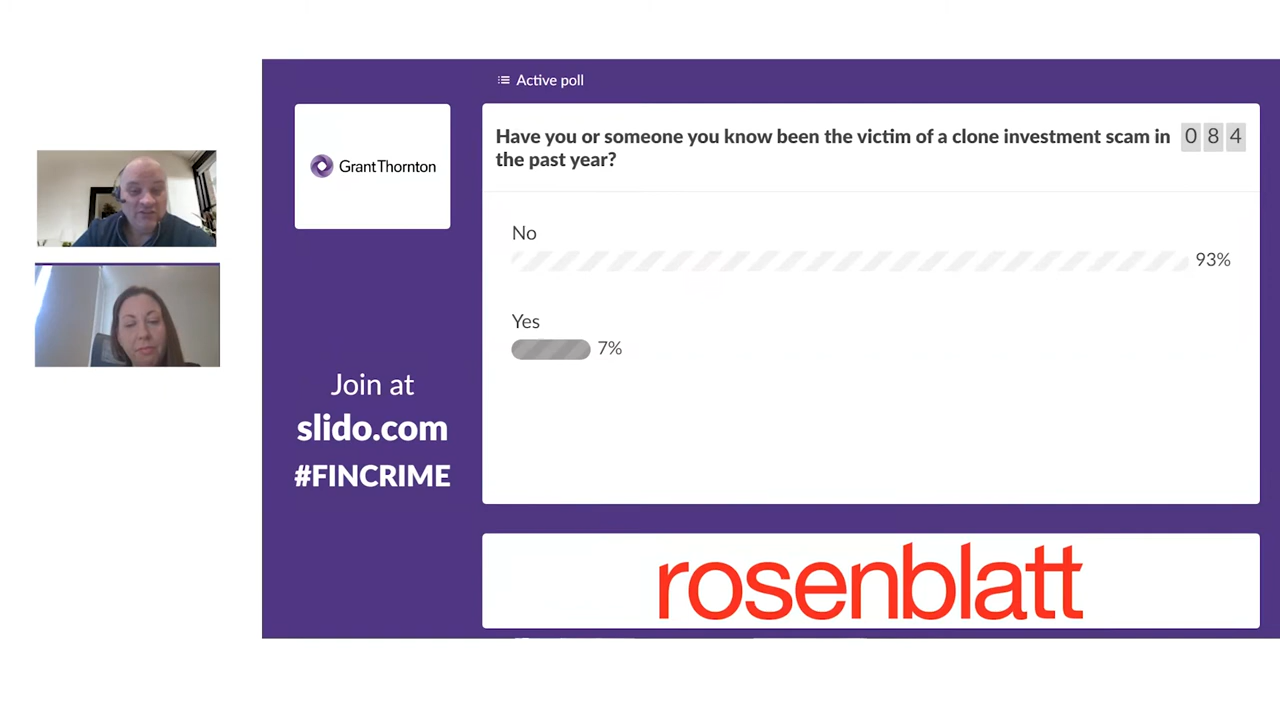 Active poll
GrantThornton
Have you or someone you know been the victim of a clone investment scam in
the past year?
0 8 4
No
93%
Yes
7%
Join at
slido.com
#FINCRIME
rosenblatt